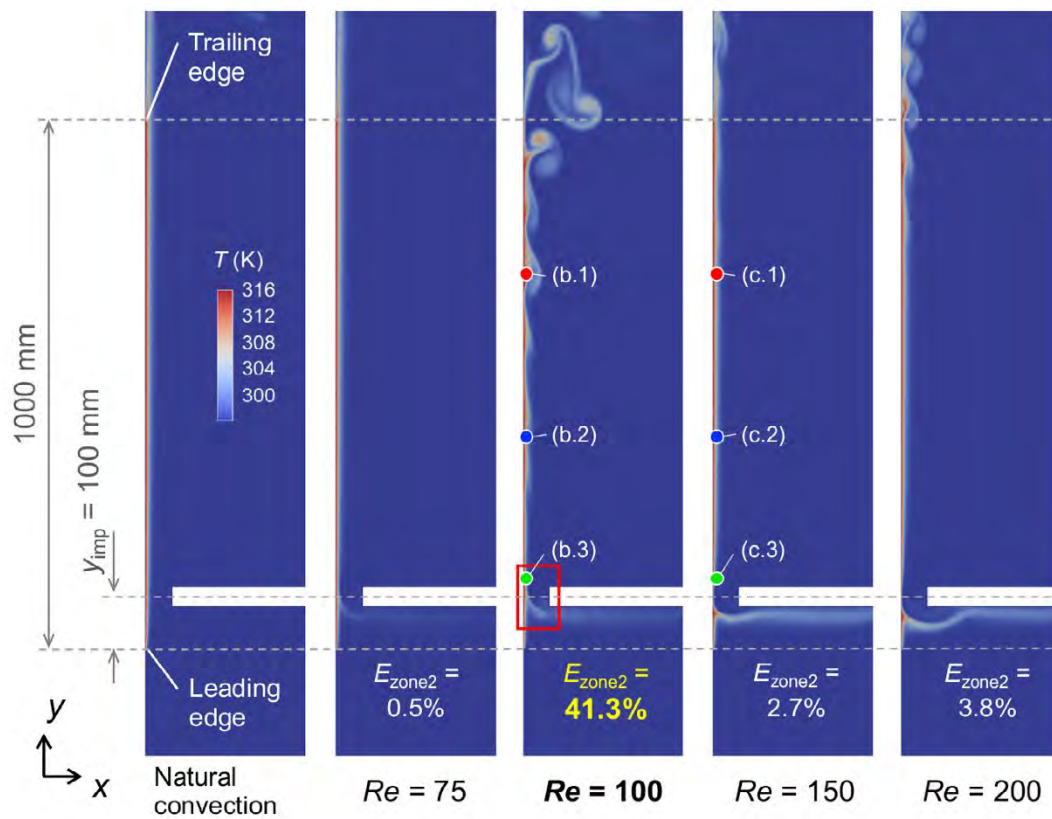 Trailing
edge
T (K)
316
312
308
304
300
1000 mm
y_imp = 100 mm
(b.1)
(c.1)
(b.2)
(c.2)
(b.3)
(c.3)
Leading
edge
E_zone2 =
0.5%
E_zone2 =
41.3%
E_zone2 =
2.7%
E_zone2 =
3.8%
y
x
Natural
convection
Re = 75
Re = 100
Re = 150
Re = 200